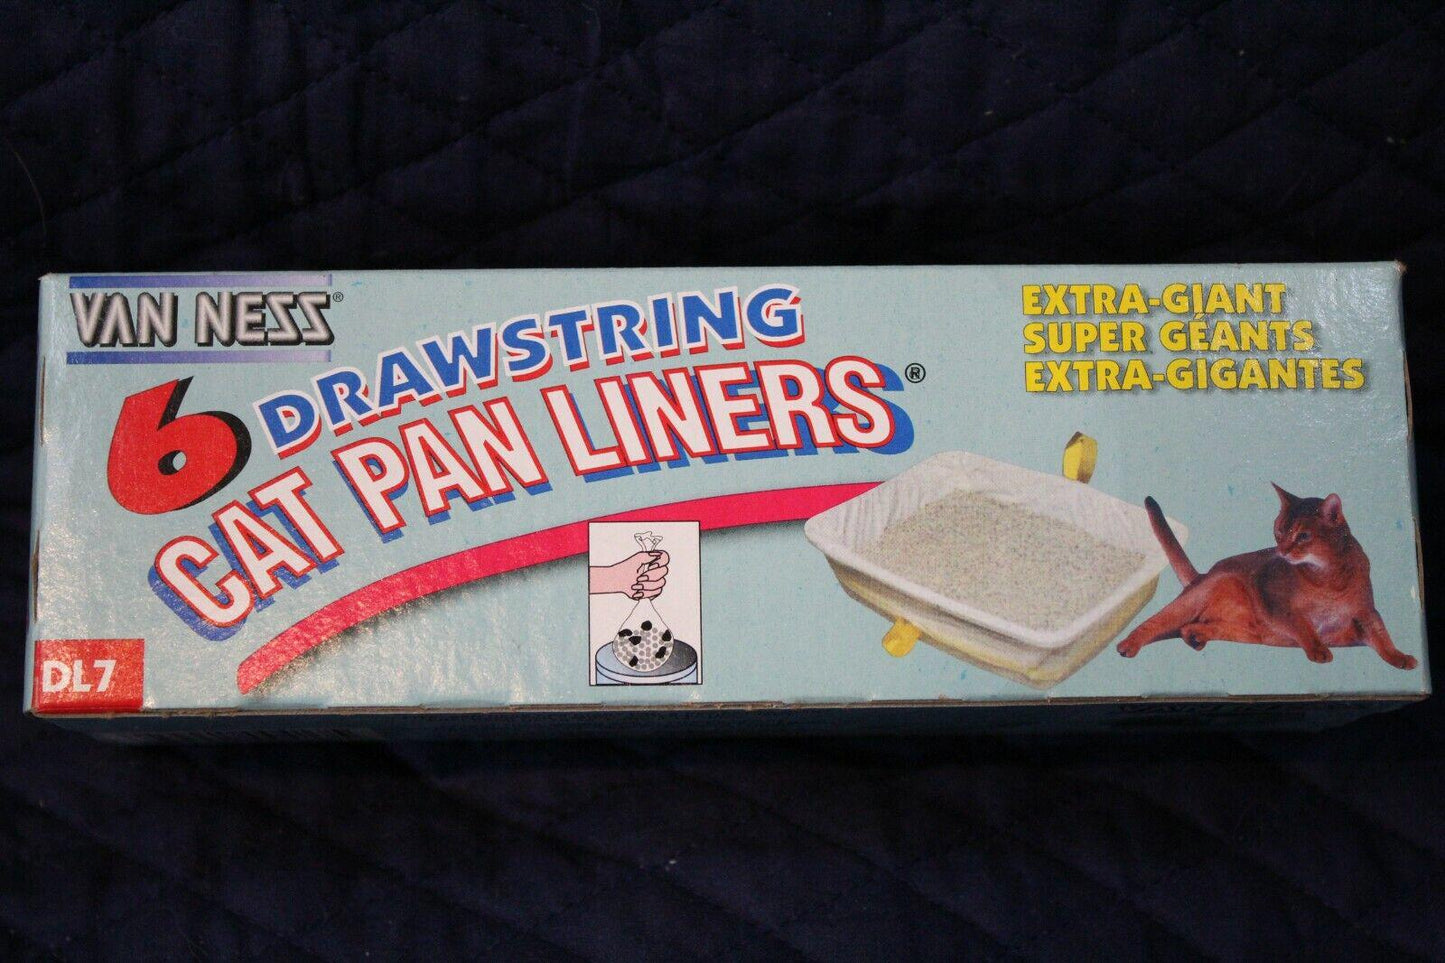 VAN NESS®
6 DRAWSTRING
CAT PAN LINERS®
EXTRA-GIANT
SUPER GÉANTS
EXTRA-GIGANTES
DL7